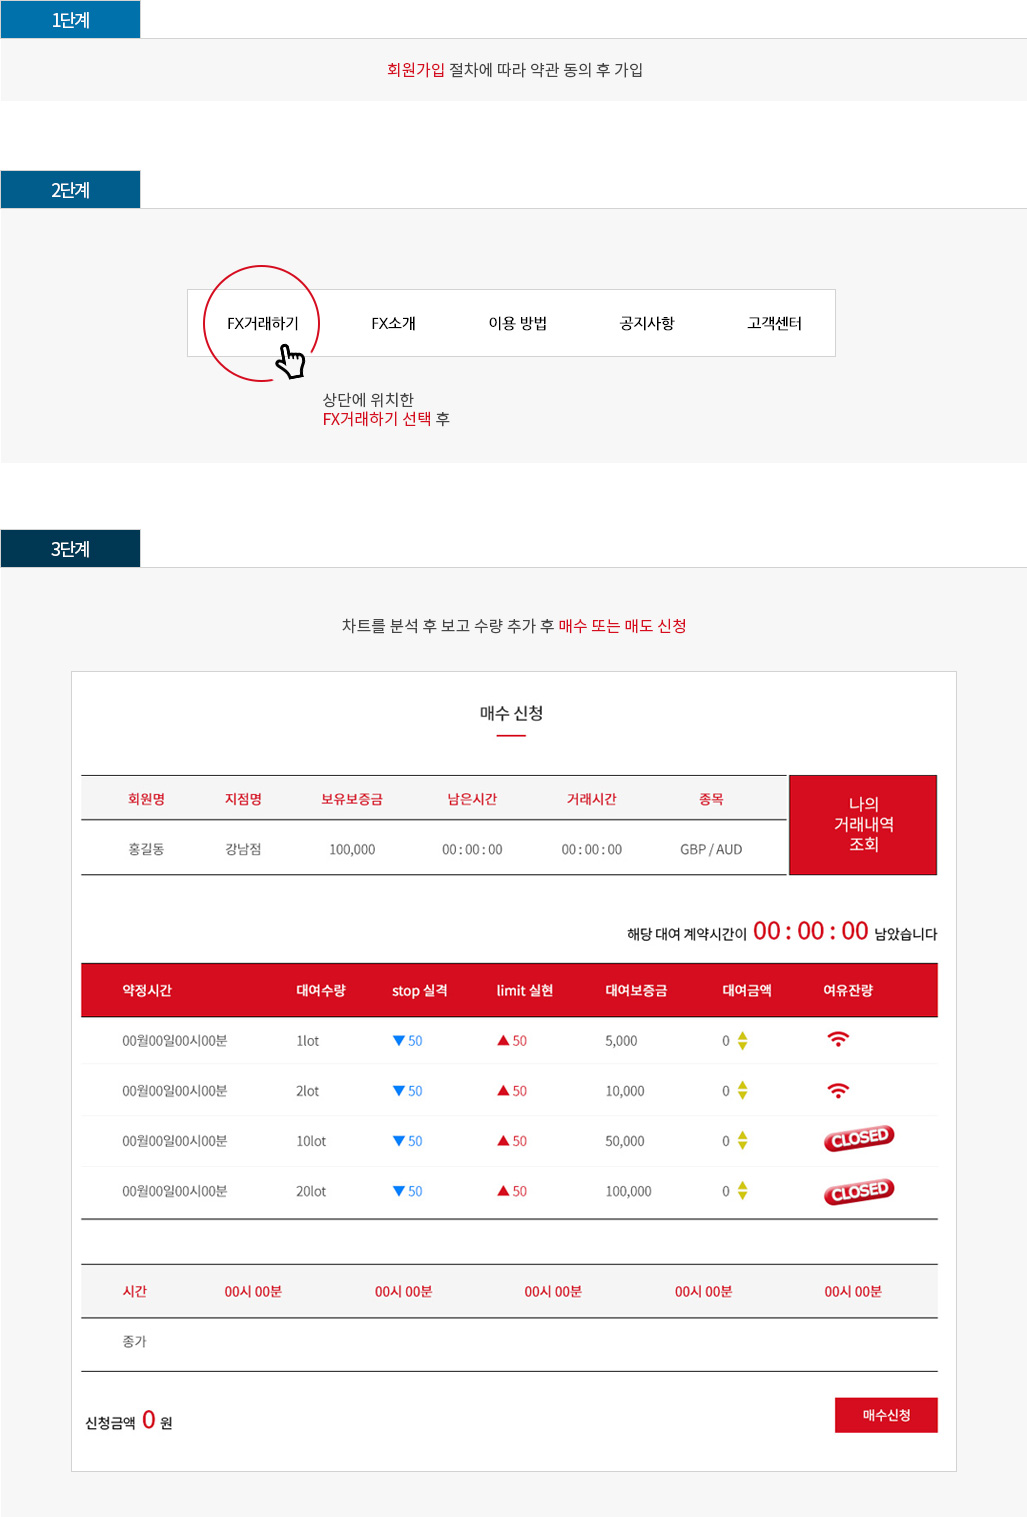 1단계
회원가입 절차에 따라 약관 동의 후 가입
2단계
FX거래하기 FX소개 이용 방법 공지사항 고객센터
상단에 위치한
FX거래하기 선택 후
3단계
차트를 분석 후 보고 수량 추가 후 매수 또는 매도 신청
매수 신청
회원명 지점명 보유보증금 남은시간 거래시간 종목
홍길동 강남점 100,000 00 : 00 : 00 00 : 00 : 00 GBP / AUD
나의
거래내역
조회
해당 대여 계약시간이 00 : 00 : 00 남았습니다
약정시간 대여수량 stop 실격 limit 실현 대여보증금 대여금액 여유잔량
00월00일00시00분 1lot ▼ 50 ▲ 50 5,000 0
00월00일00시00분 2lot ▼ 50 ▲ 50 10,000 0
00월00일00시00분 10lot ▼ 50 ▲ 50 50,000 0 CLOSED
00월00일00시00분 20lot ▼ 50 ▲ 50 100,000 0 CLOSED
시간 00시 00분 00시 00분 00시 00분 00시 00분 00시 00분
종가
신청금액 0 원
매수신청